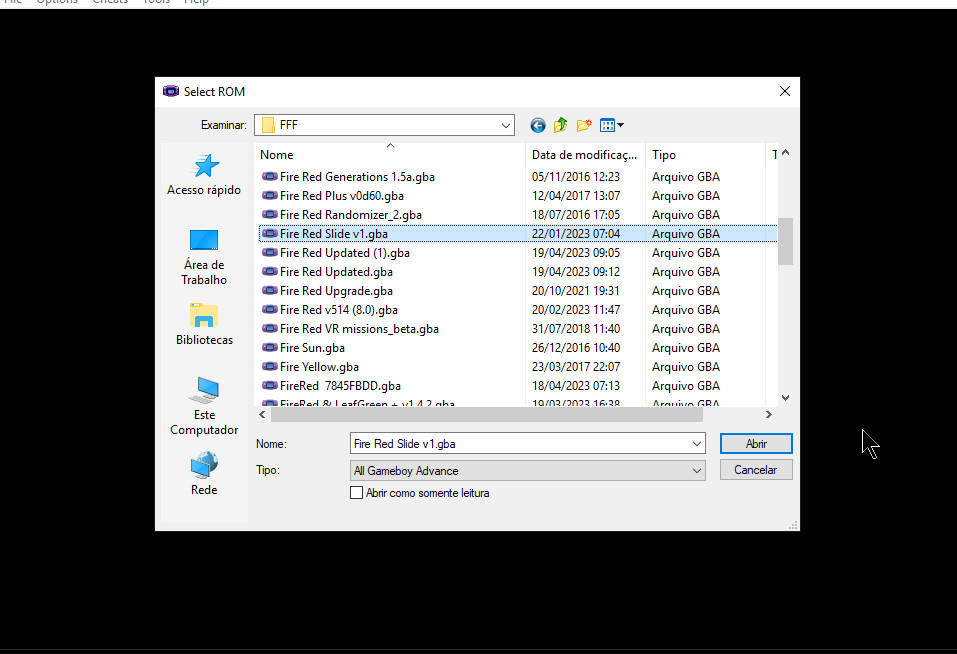 File Options Cheats Tools Help
Select ROM
Examinar: FFF
Nome Data de modificaç... Tipo T
Fire Red Generations 1.5a.gba 05/11/2016 12:23 Arquivo GBA
Fire Red Plus v0d60.gba 12/04/2017 13:07 Arquivo GBA
Fire Red Randomizer_2.gba 18/07/2016 17:05 Arquivo GBA
Fire Red Slide v1.gba 22/01/2023 07:04 Arquivo GBA
Fire Red Updated (1).gba 19/04/2023 09:05 Arquivo GBA
Fire Red Updated.gba 19/04/2023 09:12 Arquivo GBA
Fire Red Upgrade.gba 20/10/2021 19:31 Arquivo GBA
Fire Red v514 (8.0).gba 20/02/2023 11:47 Arquivo GBA
Fire Red VR missions_beta.gba 31/07/2018 11:40 Arquivo GBA
Fire Sun.gba 26/12/2016 10:40 Arquivo GBA
Fire Yellow.gba 23/03/2017 22:07 Arquivo GBA
FireRed 7845FBDD.gba 18/04/2023 07:13 Arquivo GBA
FireRed & LeafGreen + v1.4.2.gba 19/03/2023 16:38 Arquivo GBA
Acesso rápido
Área de
Trabalho
Bibliotecas
Este
Computador
Rede
Nome: Fire Red Slide v1.gba Abrir
Tipo: All Gameboy Advance Cancelar
Abrir como somente leitura